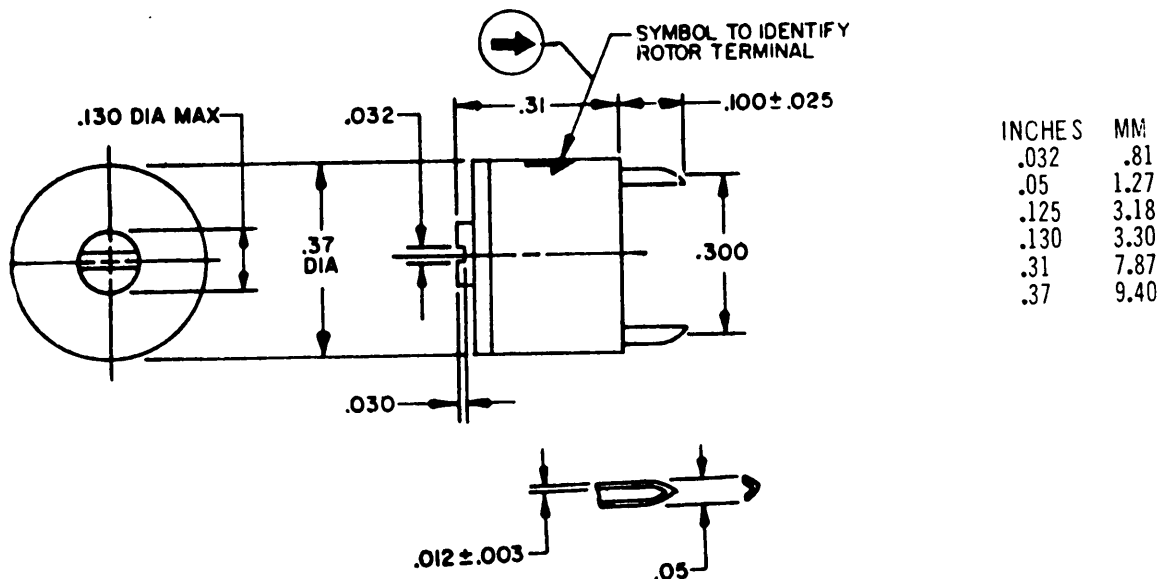 SYMBOL TO IDENTIFY
ROTOR TERMINAL
.130 DIA MAX
.032
.31
.100±.025
.37
DIA
.300
.030
.012±.003
.05
INCHES MM
.032 .81
.05 1.27
.125 3.18
.130 3.30
.31 7.87
.37 9.40